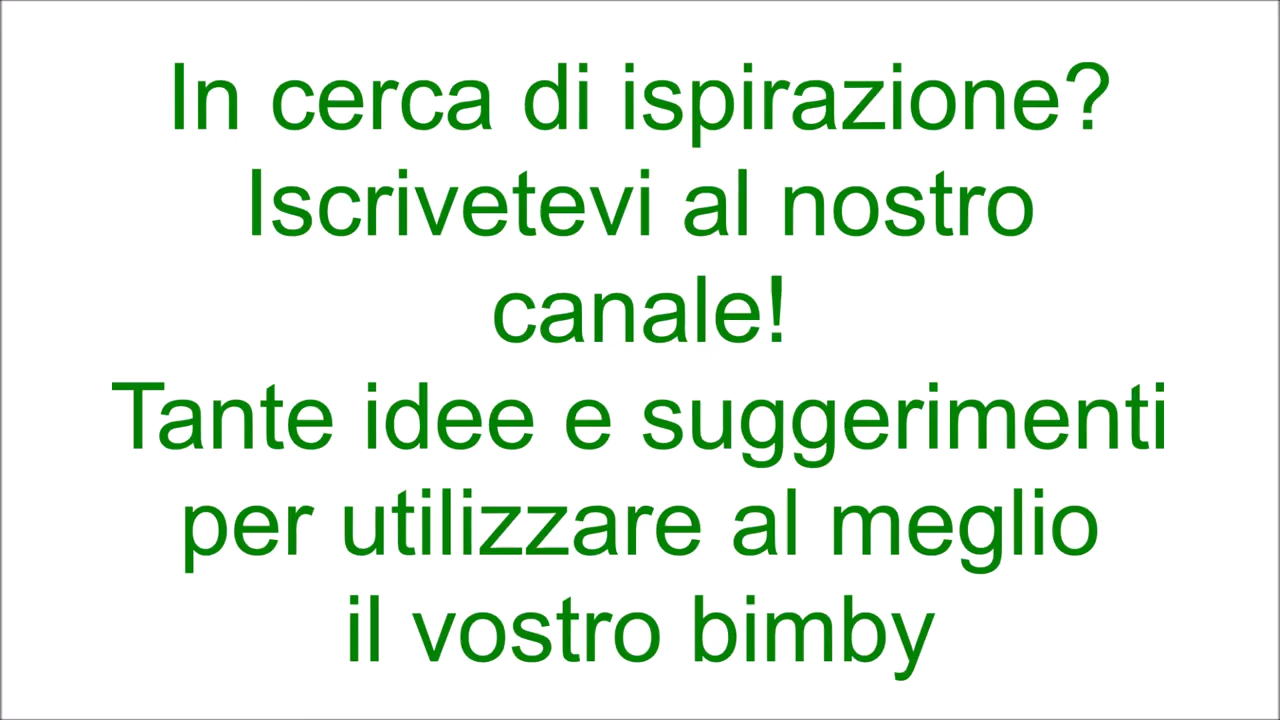 In cerca di ispirazione?
Iscrivetevi al nostro
canale!
Tante idee e suggerimenti
per utilizzare al meglio
il vostro bimby